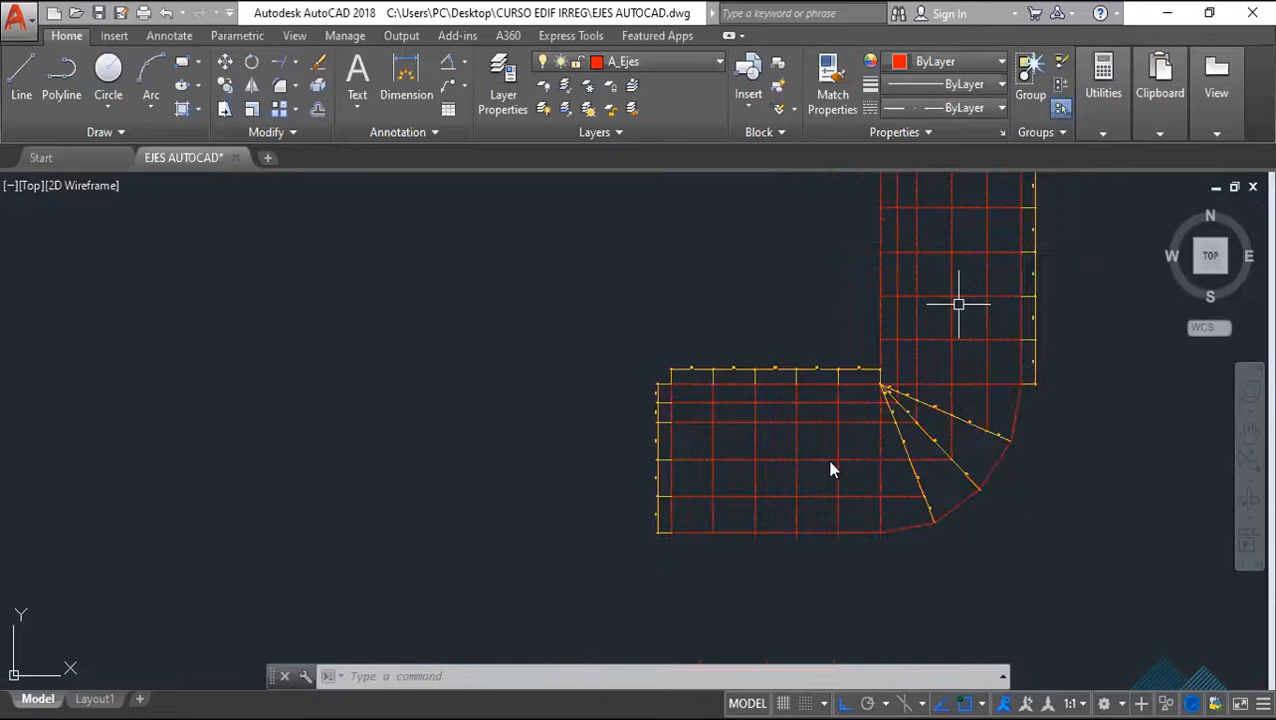 Autodesk AutoCAD 2018 C:\Users\PC\Desktop\CURSO EDIF IRREG\EJES AUTOCAD.dwg Type a keyword or phrase Sign In
Home Insert Annotate Parametric View Manage Output Add-ins A360 Express Tools Featured Apps
A_Ejes ByLayer
Line Polyline Circle Arc Text Dimension Layer Properties Insert Match Properties ByLayer Group Utilities Clipboard View
ByLayer
Draw Modify Annotation Layers Block Properties Groups
Start EJES AUTOCAD*
[−][Top][2D Wireframe]
N
W TOP E
S
WCS
Y
X
Type a command
Model Layout1 MODEL 1:1